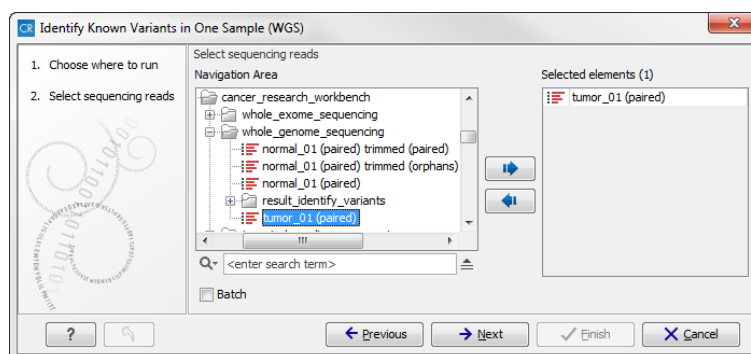 CR Identify Known Variants in One Sample (WGS)
1. Choose where to run
2. Select sequencing reads
Select sequencing reads
Navigation Area
cancer_research_workbench
whole_exome_sequencing
whole_genome_sequencing
normal_01 (paired) trimmed (paired)
normal_01 (paired) trimmed (orphans)
normal_01 (paired)
result_identify_variants
tumor_01 (paired)
<enter search term>
Batch
Selected elements (1)
tumor_01 (paired)
?
Previous
Next
Finish
Cancel